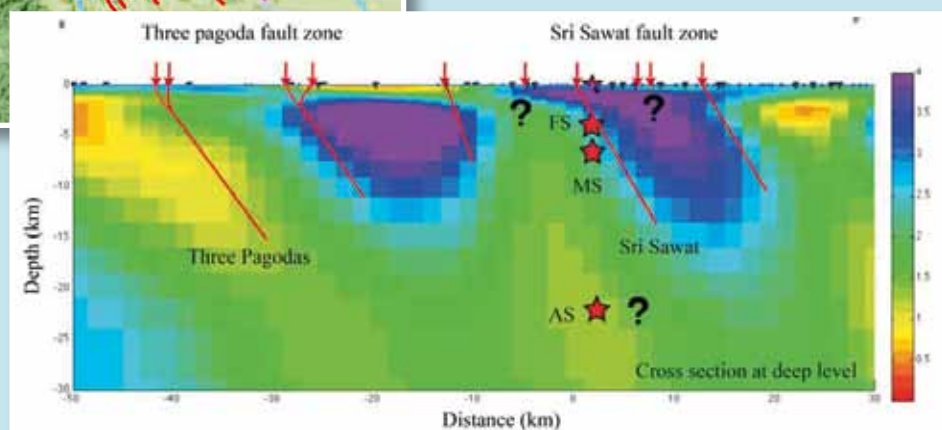 Three pagoda fault zone
Sri Sawat fault zone
0
-5
-10
-15
-20
-25
-30
Depth (km)
?
?
FS
MS
Three Pagodas
Sri Sawat
AS
?
Cross section at deep level
-50
-40
-30
-20
-10
0
10
20
30
Distance (km)
4
3.5
3
2.5
2
1.5
1
0.5